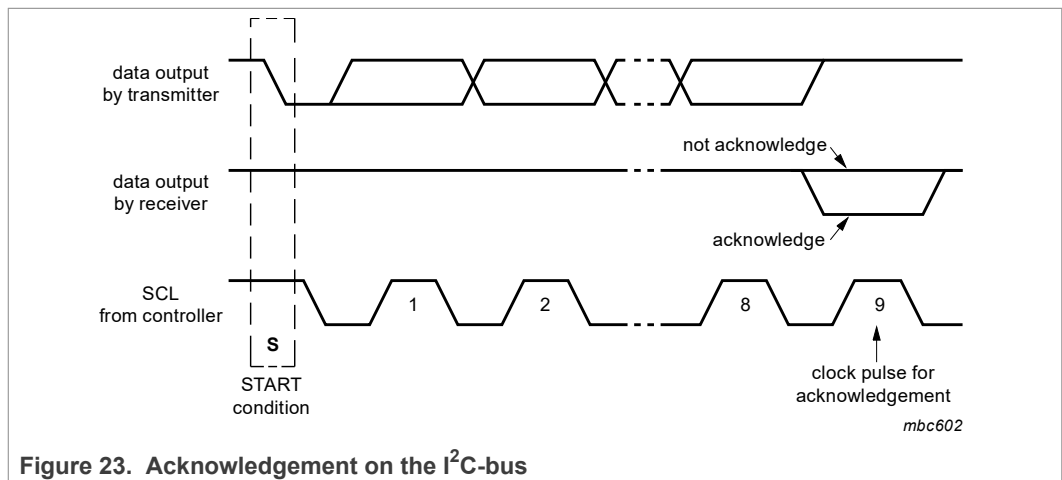 data output
by transmitter
not acknowledge
data output
by receiver
acknowledge
SCL
from controller
1
2
8
9
S
START
condition
clock pulse for
acknowledgement
mbc602
Figure 23. Acknowledgement on the I²C-bus